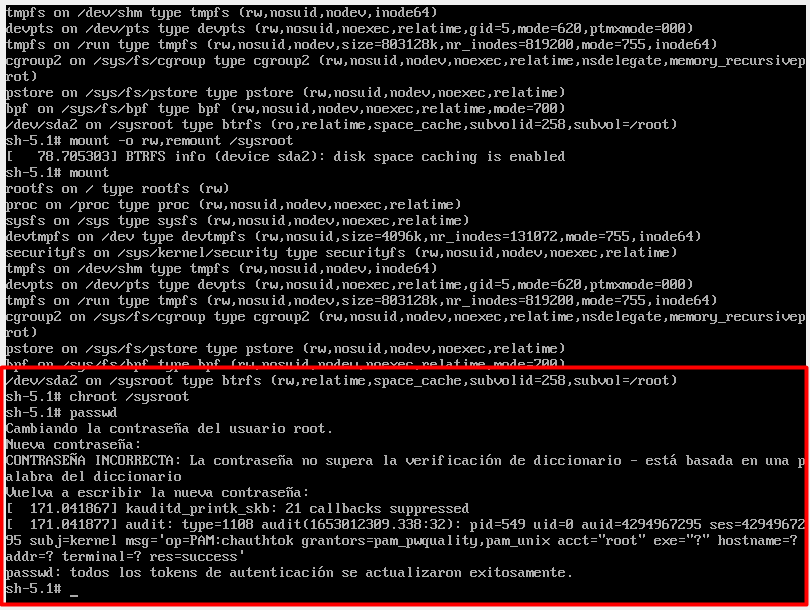 tmpfs on /dev/shm type tmpfs (rw,nosuid,nodev,inode64)
devpts on /dev/pts type devpts (rw,nosuid,noexec,relatime,gid=5,mode=620,ptmxmode=000)
tmpfs on /run type tmpfs (rw,nosuid,nodev,size=803128k,nr_inodes=819200,mode=755,inode64)
cgroup2 on /sys/fs/cgroup type cgroup2 (rw,nosuid,nodev,noexec,relatime,nsdelegate,memory_recursivep
rot)
pstore on /sys/fs/pstore type pstore (rw,nosuid,nodev,noexec,relatime)
bpf on /sys/fs/bpf type bpf (rw,nosuid,nodev,noexec,relatime,mode=700)
/dev/sda2 on /sysroot type btrfs (ro,relatime,space_cache,subvolid=258,subvol=/root)
sh-5.1# mount -o rw,remount /sysroot
[   78.705303] BTRFS info (device sda2): disk space caching is enabled
sh-5.1# mount
rootfs on / type rootfs (rw)
proc on /proc type proc (rw,nosuid,nodev,noexec,relatime)
sysfs on /sys type sysfs (rw,nosuid,nodev,noexec,relatime)
devtmpfs on /dev type devtmpfs (rw,nosuid,size=4096k,nr_inodes=131072,mode=755,inode64)
securityfs on /sys/kernel/security type securityfs (rw,nosuid,nodev,noexec,relatime)
tmpfs on /dev/shm type tmpfs (rw,nosuid,nodev,inode64)
devpts on /dev/pts type devpts (rw,nosuid,noexec,relatime,gid=5,mode=620,ptmxmode=000)
tmpfs on /run type tmpfs (rw,nosuid,nodev,size=803128k,nr_inodes=819200,mode=755,inode64)
cgroup2 on /sys/fs/cgroup type cgroup2 (rw,nosuid,nodev,noexec,relatime,nsdelegate,memory_recursivep
rot)
pstore on /sys/fs/pstore type pstore (rw,nosuid,nodev,noexec,relatime)
bpf on /sys/fs/bpf type bpf (rw,nosuid,nodev,noexec,relatime,mode=700)
/dev/sda2 on /sysroot type btrfs (rw,relatime,space_cache,subvolid=258,subvol=/root)
sh-5.1# chroot /sysroot
sh-5.1# passwd
Cambiando la contraseña del usuario root.
Nueva contraseña:
CONTRASEÑA INCORRECTA: La contraseña no supera la verificación de diccionario - está basada en una p
alabra del diccionario
Vuelva a escribir la nueva contraseña:
[  171.041867] kauditd_printk_skb: 21 callbacks suppressed
[  171.041877] audit: type=1108 audit(1653012309.338:32): pid=549 uid=0 auid=4294967295 ses=42949672
95 subj=kernel msg='op=PAM:chauthtok grantors=pam_pwquality,pam_unix acct="root" exe="?" hostname=?
addr=? terminal=? res=success'
passwd: todos los tokens de autenticación se actualizaron exitosamente.
sh-5.1# _